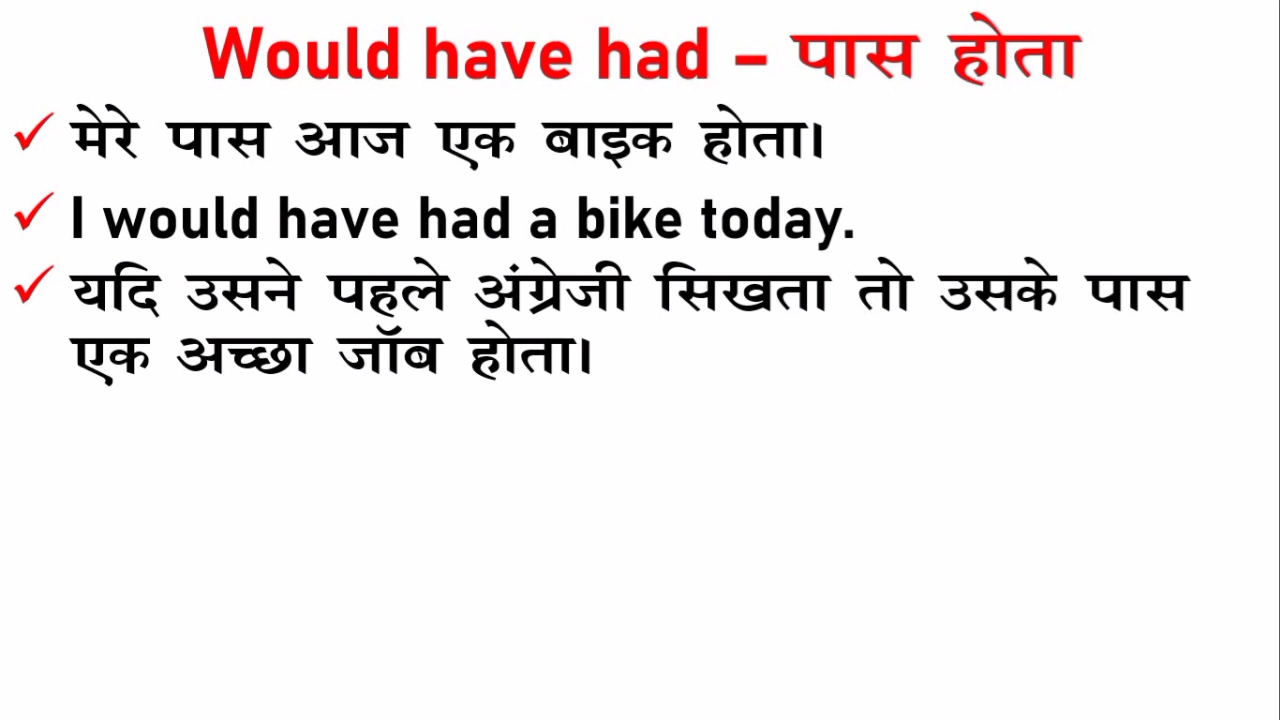 Would have had – पास होता
✓ मेरे पास आज एक बाइक होता।
✓ I would have had a bike today.
✓ यदि उसने पहले अंग्रेजी सिखता तो उसके पास
एक अच्छा जॉब होता।